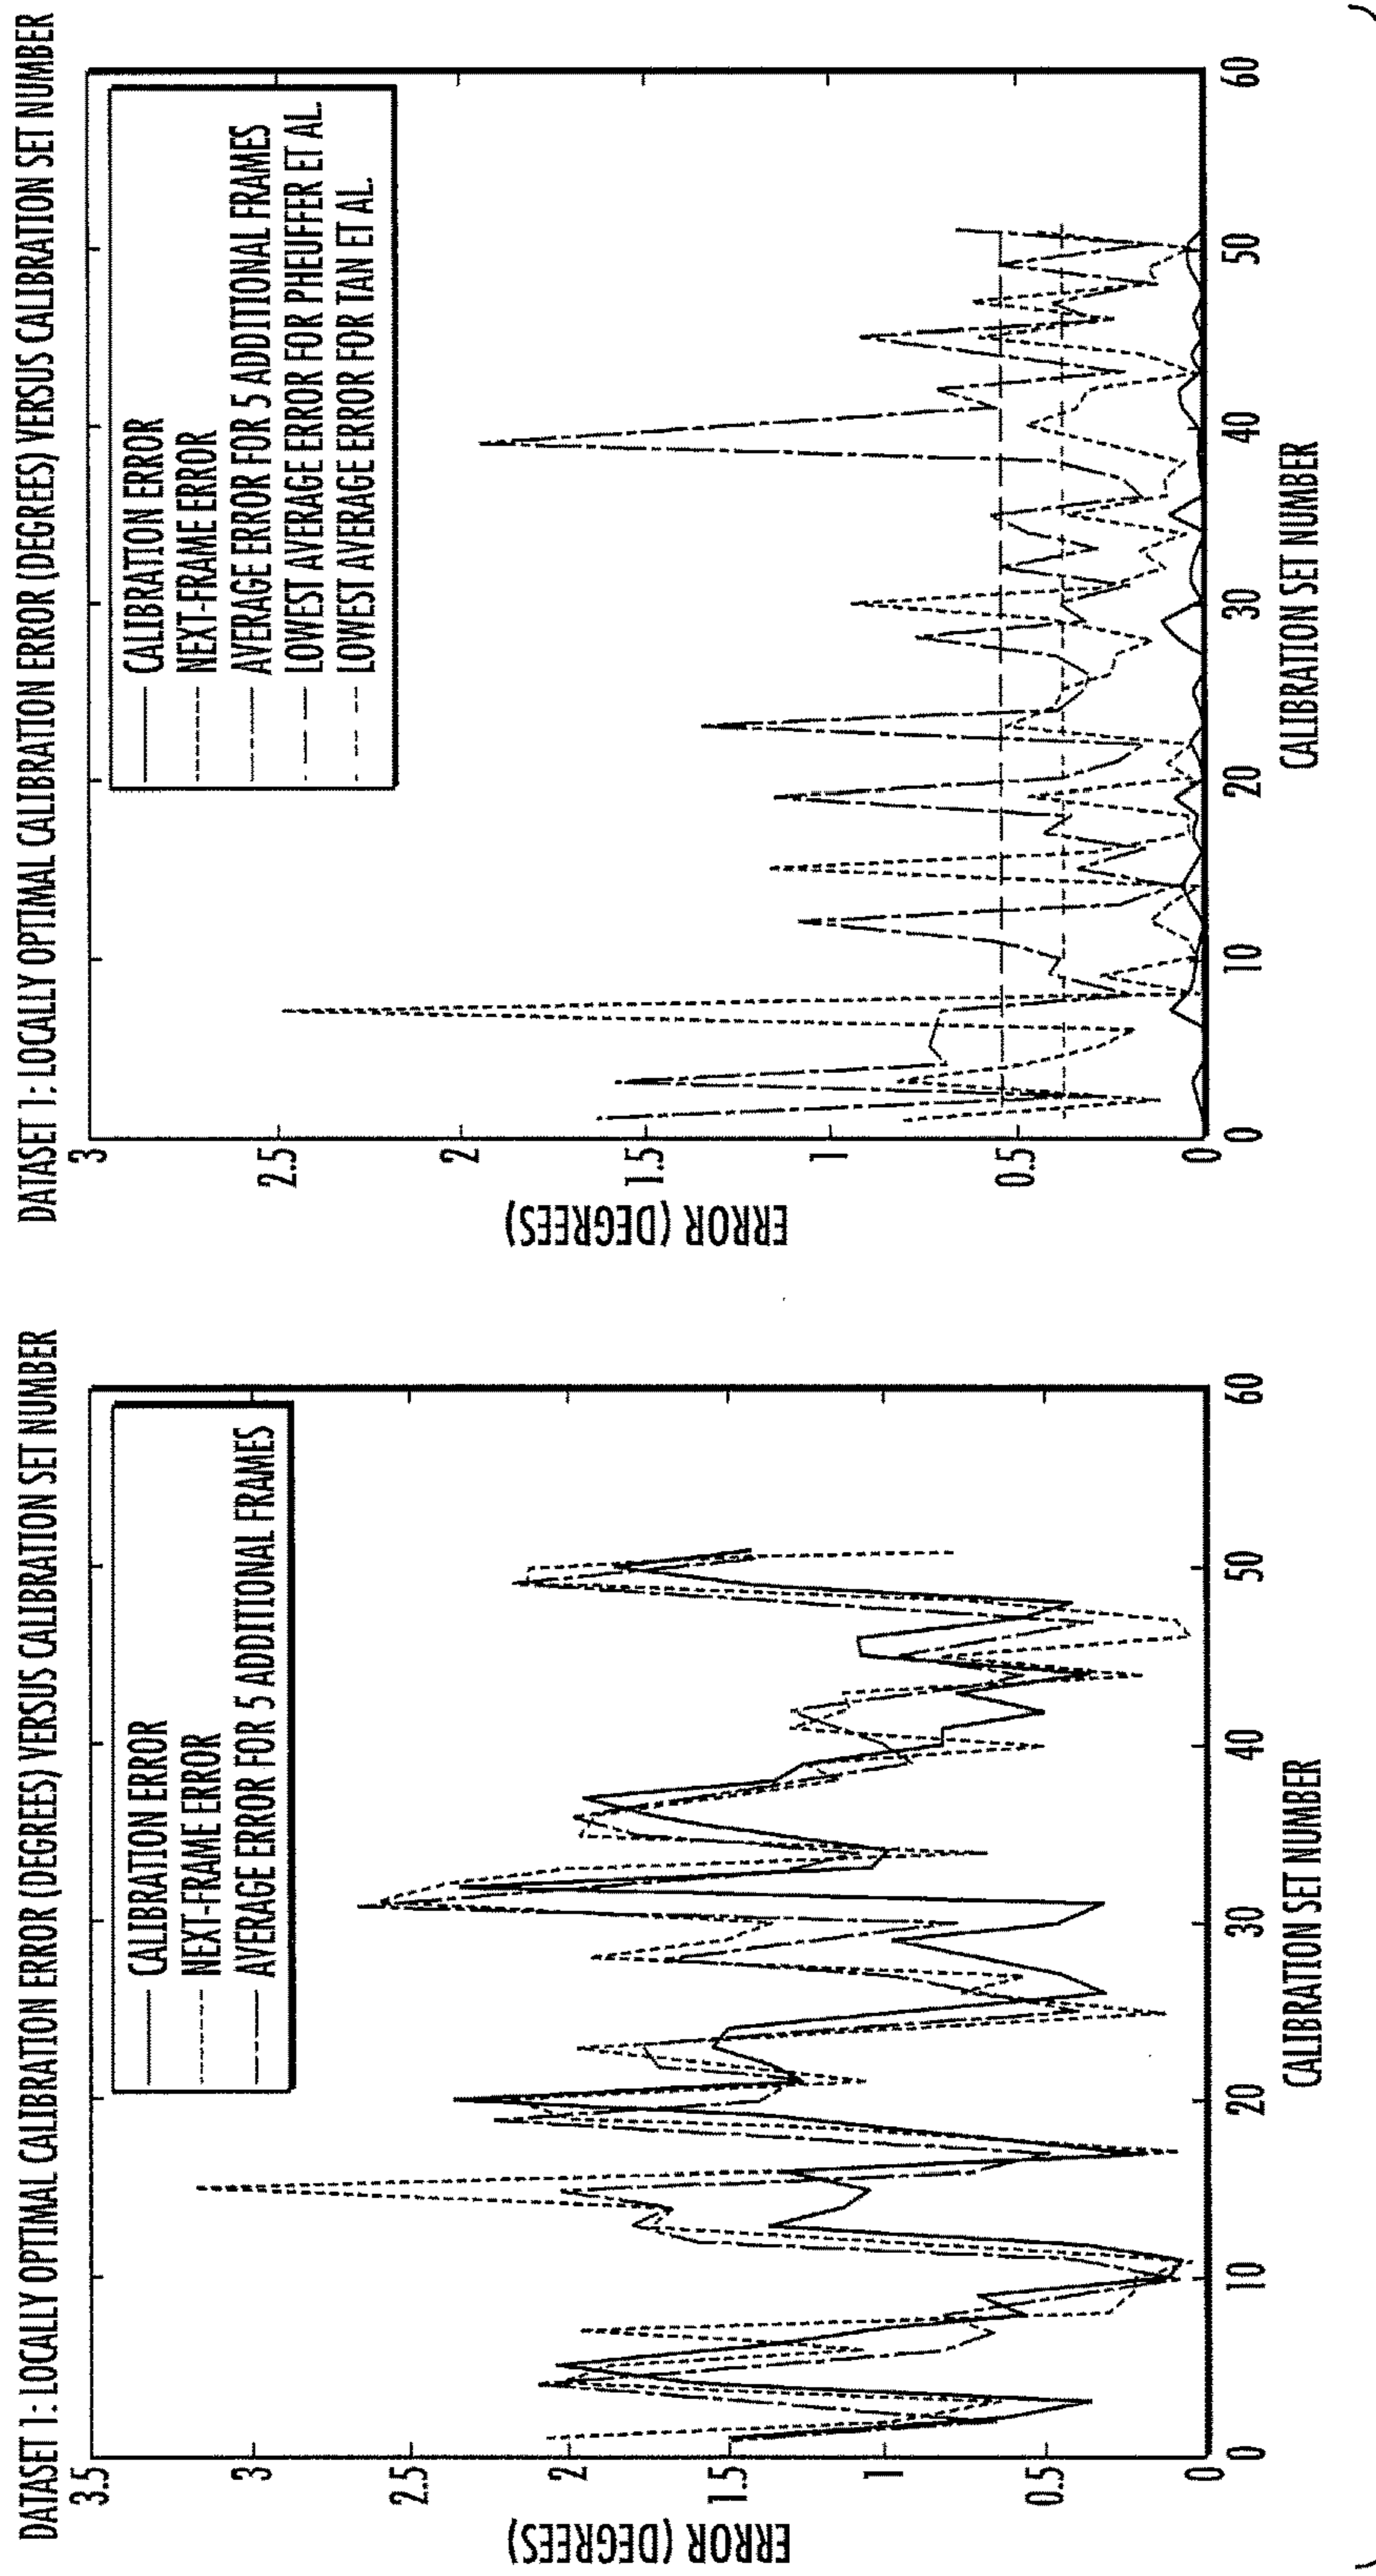 DATASET 1: LOCALLY OPTIMAL CALIBRATION ERROR (DEGREES) VERSUS CALIBRATION SET NUMBER
CALIBRATION ERROR
NEXT-FRAME ERROR
AVERAGE ERROR FOR 5 ADDITIONAL FRAMES
ERROR (DEGREES)
3.5
3
2.5
2
1.5
1
0.5
0
0 10 20 30 40 50 60
CALIBRATION SET NUMBER
DATASET 1: LOCALLY OPTIMAL CALIBRATION ERROR (DEGREES) VERSUS CALIBRATION SET NUMBER
CALIBRATION ERROR
NEXT-FRAME ERROR
AVERAGE ERROR FOR 5 ADDITIONAL FRAMES
LOWEST AVERAGE ERROR FOR PHEUFFER ET AL.
LOWEST AVERAGE ERROR FOR TAN ET AL.
ERROR (DEGREES)
3
2.5
2
1.5
1
0.5
0
0 10 20 30 40 50 60
CALIBRATION SET NUMBER